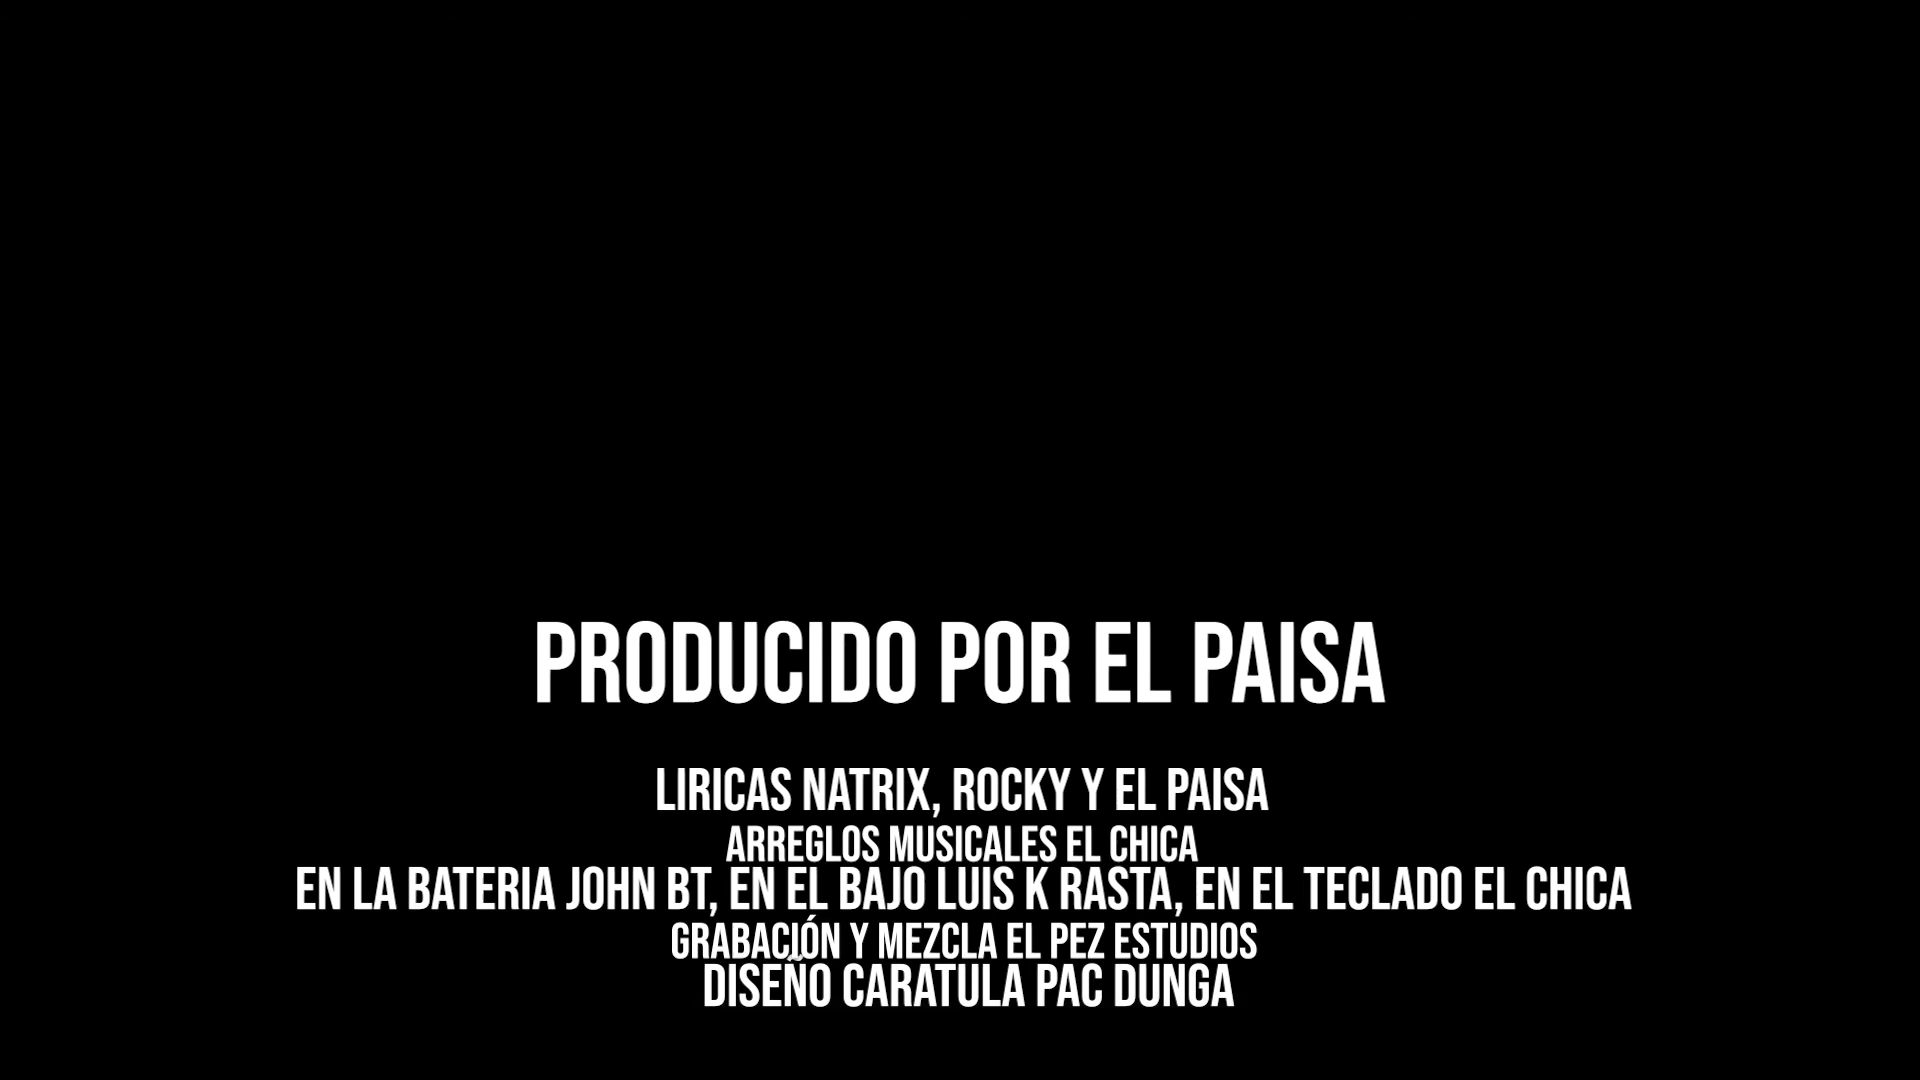 PRODUCIDO POR EL PAISA
LIRICAS NATRIX, ROCKY Y EL PAISA
ARREGLOS MUSICALES EL CHICA
EN LA BATERIA JOHN BT, EN EL BAJO LUIS K RASTA, EN EL TECLADO EL CHICA
GRABACIÓN Y MEZCLA EL PEZ ESTUDIOS
DISEÑO CARATULA PAC DUNGA